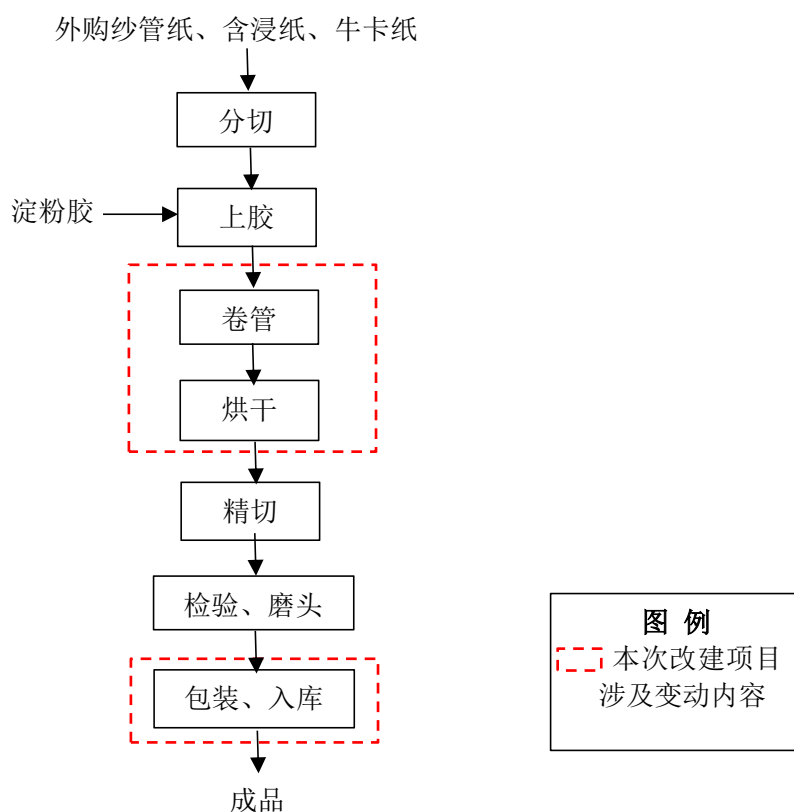 外购纱管纸、含浸纸、牛卡纸
分切
淀粉胶
上胶
卷管
烘干
精切
检验、磨头
包装、入库
成品
图 例
本次改建项目
涉及变动内容